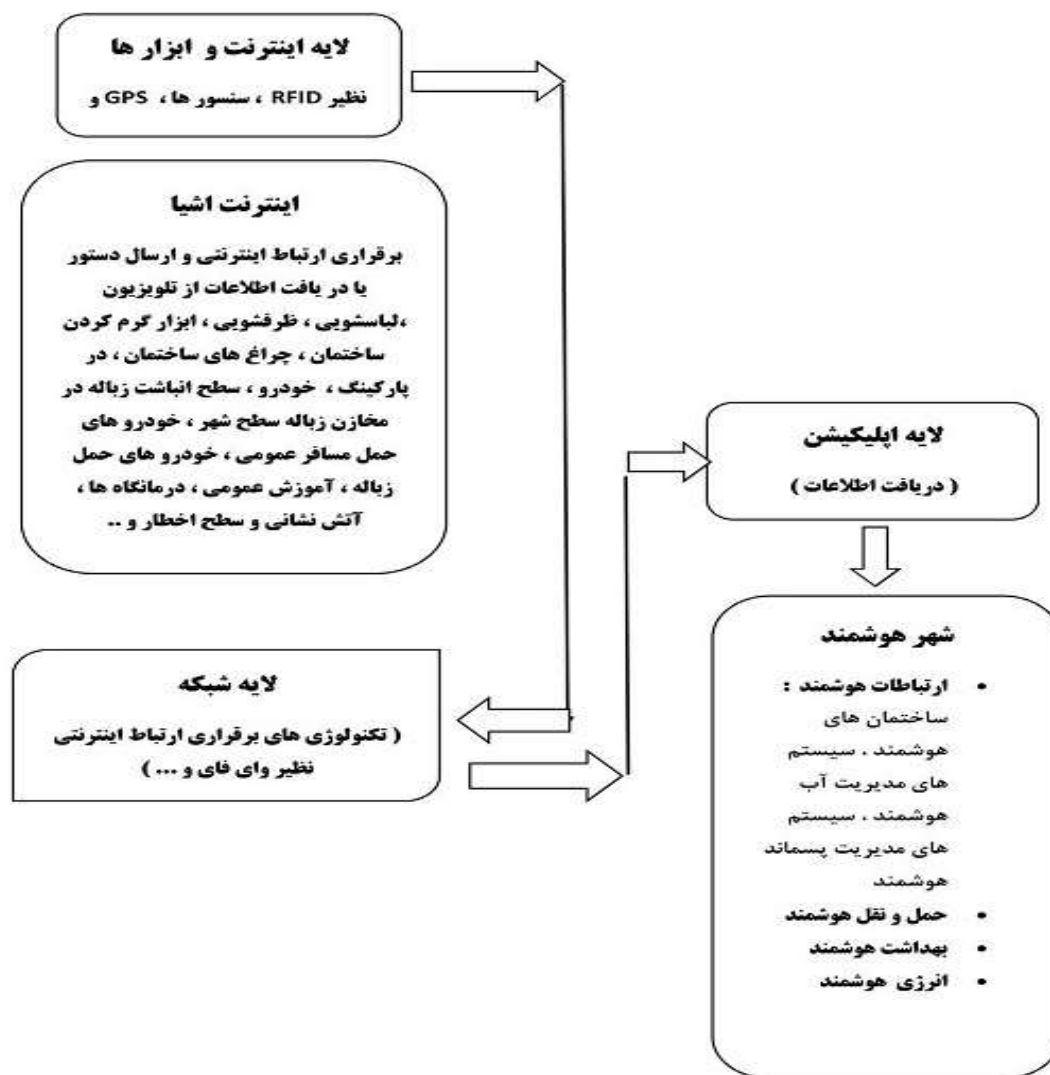 لایه اینترنت و ابزار ها
نظیر RFID ، سنسور ها ، GPS و
اینترنت اشیا
برقراری ارتباط اینترنتی و ارسال دستور
یا در یافت اطلاعات از تلویزیون
،لباسشویی ، ظرفشویی ، ابزار گرم کردن
ساختمان ، چراغ های ساختمان ، در
پارکینگ ، خودرو ، سطح انباشت زباله در
مخازن زباله سطح شهر ، خودرو های
حمل مسافر عمومی ، خودرو های حمل
زباله ، آموزش عمومی ، درمانگاه ها ،
آتش نشانی و سطح اخطار و ..
لایه شبکه
( تکنولوژی های برقراری ارتباط اینترنتی
نظیر وای فای و ... )
لایه اپلیکیشن
( دریافت اطلاعات )
شهر هوشمند
• ارتباطات هوشمند :
ساختمان های
هوشمند ، سیستم
های مدیریت آب
هوشمند ، سیستم
های مدیریت پسماند
هوشمند
• حمل و نقل هوشمند
• بهداشت هوشمند
• انرژی هوشمند